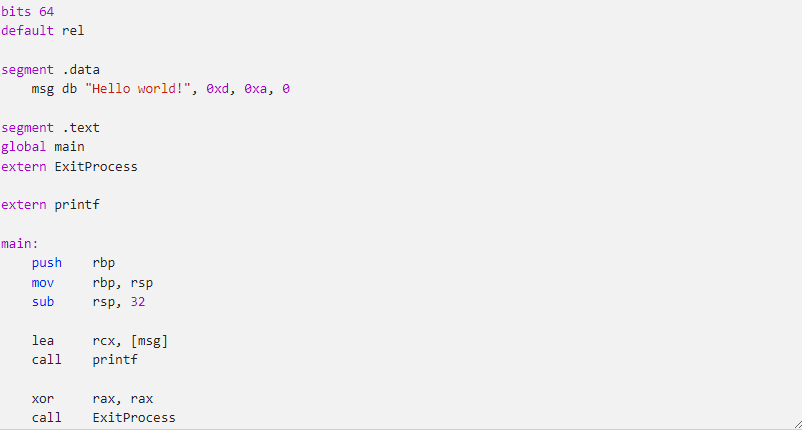 bits 64
default rel
segment .data
msg db "Hello world!", 0xd, 0xa, 0
segment .text
global main
extern ExitProcess
extern printf
main:
push rbp
mov rbp, rsp
sub rsp, 32
lea rcx, [msg]
call printf
xor rax, rax
call ExitProcess